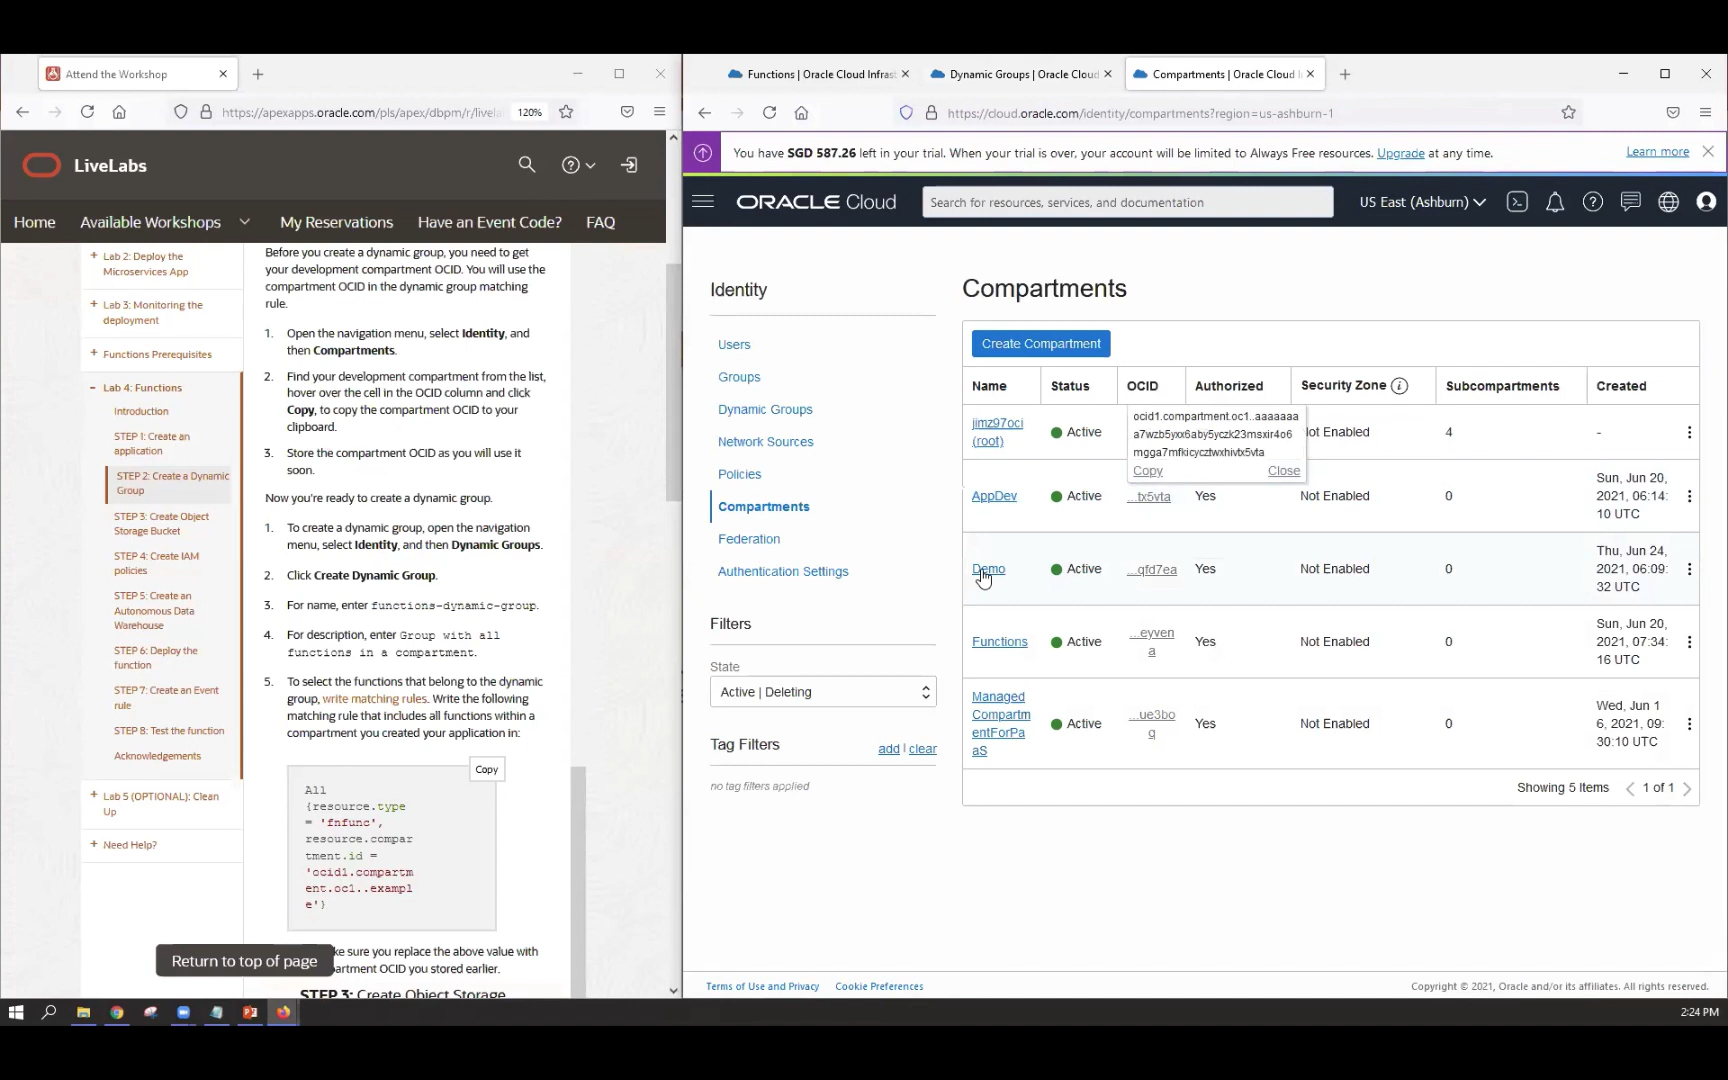 Attend the Workshop
https://apexapps.oracle.com/pls/apex/dbpm/r/livela
120%
LiveLabs
Home
Available Workshops
My Reservations
Have an Event Code?
FAQ
Lab 2: Deploy the
Microservices App
Lab 3: Monitoring the
deployment
Functions Prerequisites
Lab 4: Functions
Introduction
STEP 1: Create an
application
STEP 2: Create a Dynamic
Group
STEP 3: Create Object
Storage Bucket
STEP 4: Create IAM
policies
STEP 5: Create an
Autonomous Data
Warehouse
STEP 6: Deploy the
function
STEP 7: Create an Event
rule
STEP 8: Test the function
Acknowledgements
Lab 5 (OPTIONAL): Clean
Up
Need Help?
Before you create a dynamic group, you need to get
your development compartment OCID. You will use the
compartment OCID in the dynamic group matching
rule.
1. Open the navigation menu, select Identity, and
then Compartments.
2. Find your development compartment from the list,
hover over the cell in the OCID column and click
Copy, to copy the compartment OCID to your
clipboard.
3. Store the compartment OCID as you will use it
soon.
Now you're ready to create a dynamic group.
1. To create a dynamic group, open the navigation
menu, select Identity, and then Dynamic Groups.
2. Click Create Dynamic Group.
3. For name, enter functions-dynamic-group.
4. For description, enter Group with all
functions in a compartment.
5. To select the functions that belong to the dynamic
group, write matching rules. Write the following
matching rule that includes all functions within a
compartment you created your application in:
Copy
All
{resource.type
= 'fnfunc',
resource.compar
tment.id =
'ocid1.compartm
ent.oc1..exampl
e'}
ke sure you replace the above value with
artment OCID you stored earlier.
Return to top of page
STEP 3: Create Object Storage
Functions | Oracle Cloud Infrast
Dynamic Groups | Oracle Cloud
Compartments | Oracle Cloud I
https://cloud.oracle.com/identity/compartments?region=us-ashburn-1
You have SGD 587.26 left in your trial. When your trial is over, your account will be limited to Always Free resources. Upgrade at any time.
Learn more
ORACLE Cloud
Search for resources, services, and documentation
US East (Ashburn)
Identity
Users
Groups
Dynamic Groups
Network Sources
Policies
Compartments
Federation
Authentication Settings
Filters
State
Active | Deleting
Tag Filters
add | clear
no tag filters applied
Compartments
Create Compartment
Name Status OCID Authorized Security Zone Subcompartments Created
jimz97oci
(root)
Active
ot Enabled
4
-
ocid1.compartment.oc1..aaaaaaa
a7wzb5yxx6aby5yczk23msxir4o6
mgga7mfkicycztwxhivtx5vta
Copy
Close
AppDev
Active
...tx5vta
Yes
Not Enabled
0
Sun, Jun 20,
2021, 06:14:
10 UTC
Demo
Active
...qfd7ea
Yes
Not Enabled
0
Thu, Jun 24,
2021, 06:09:
32 UTC
Functions
Active
...eyven
a
Yes
Not Enabled
0
Sun, Jun 20,
2021, 07:34:
16 UTC
Managed
Compartm
entForPa
aS
Active
...ue3bo
q
Yes
Not Enabled
0
Wed, Jun 1
6, 2021, 09:
30:10 UTC
Showing 5 Items
1 of 1
Terms of Use and Privacy
Cookie Preferences
Copyright © 2021, Oracle and/or its affiliates. All rights reserved.
2:24 PM